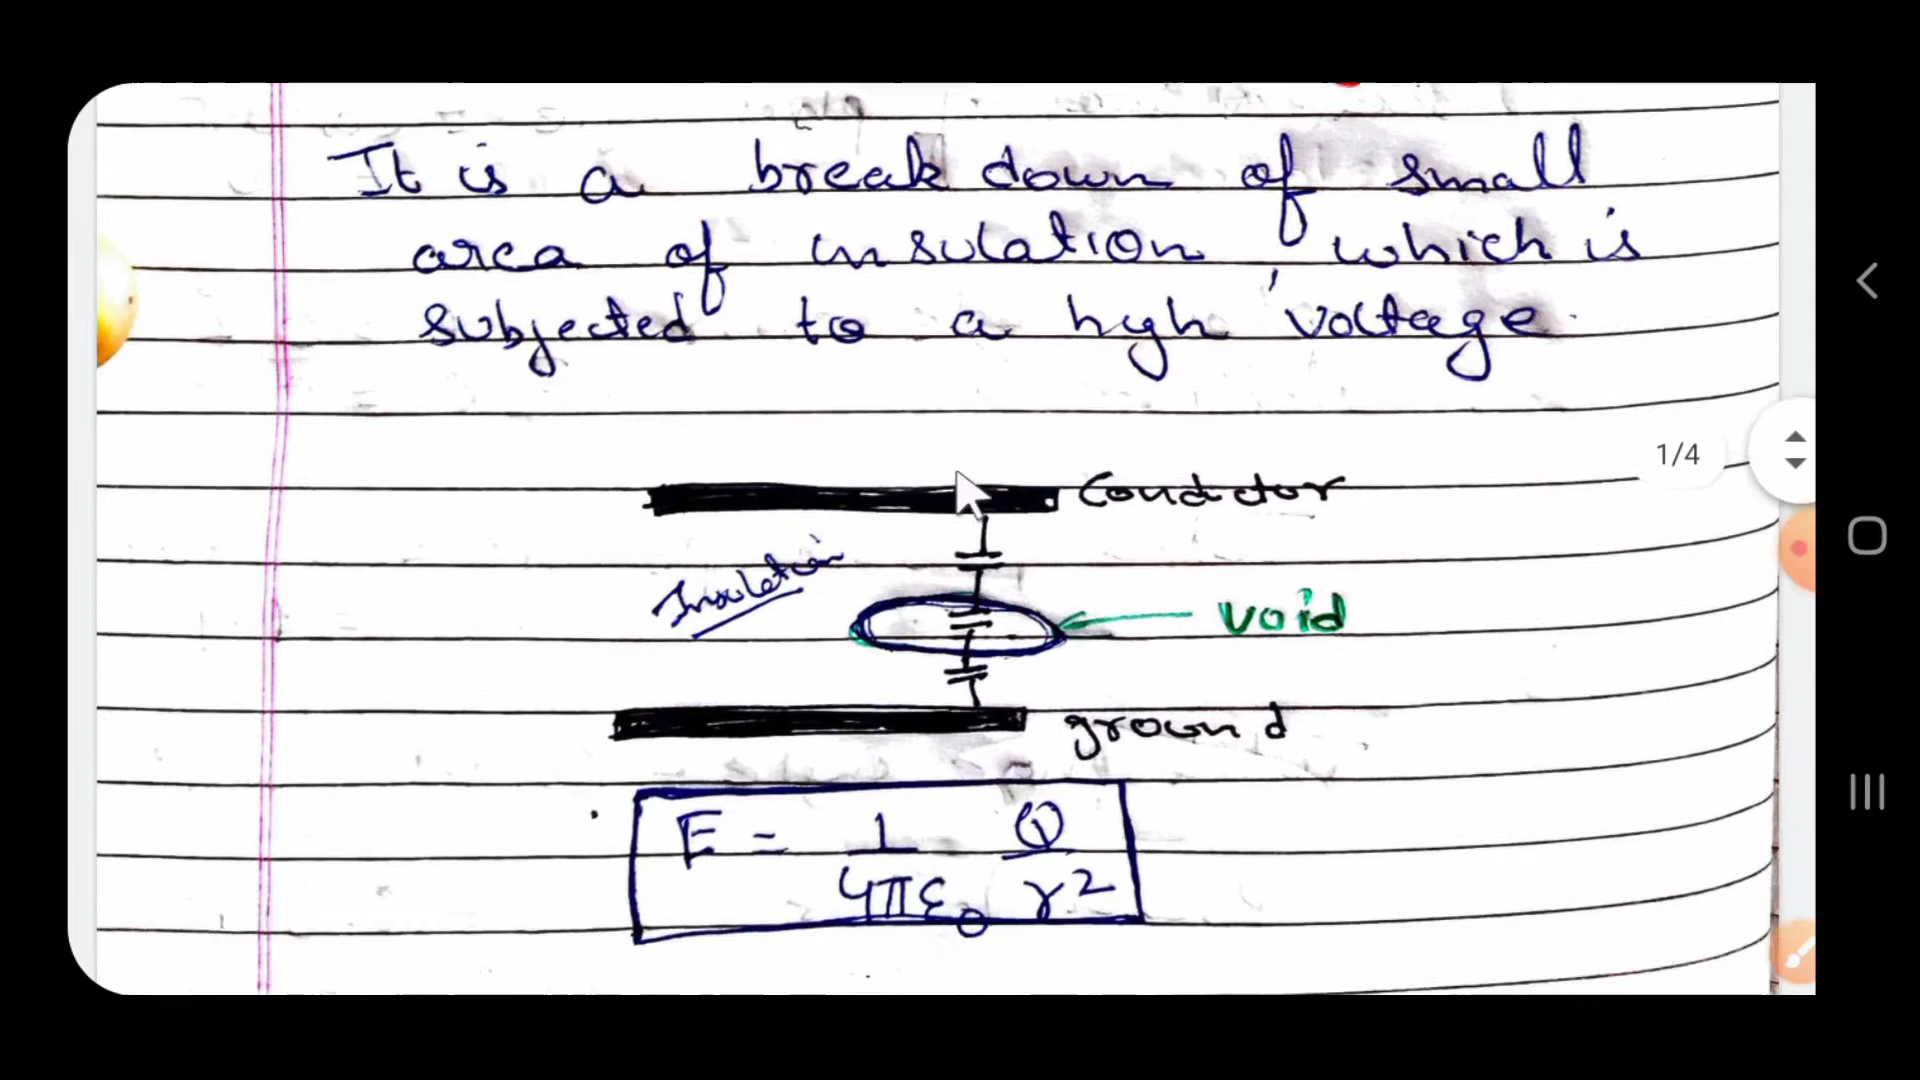 It is a break down of small
area of insulation, which is
subjected to a high voltage.
1/4
Conductor
Insulation
void
ground
E = 1/4πε₀ Q/r²